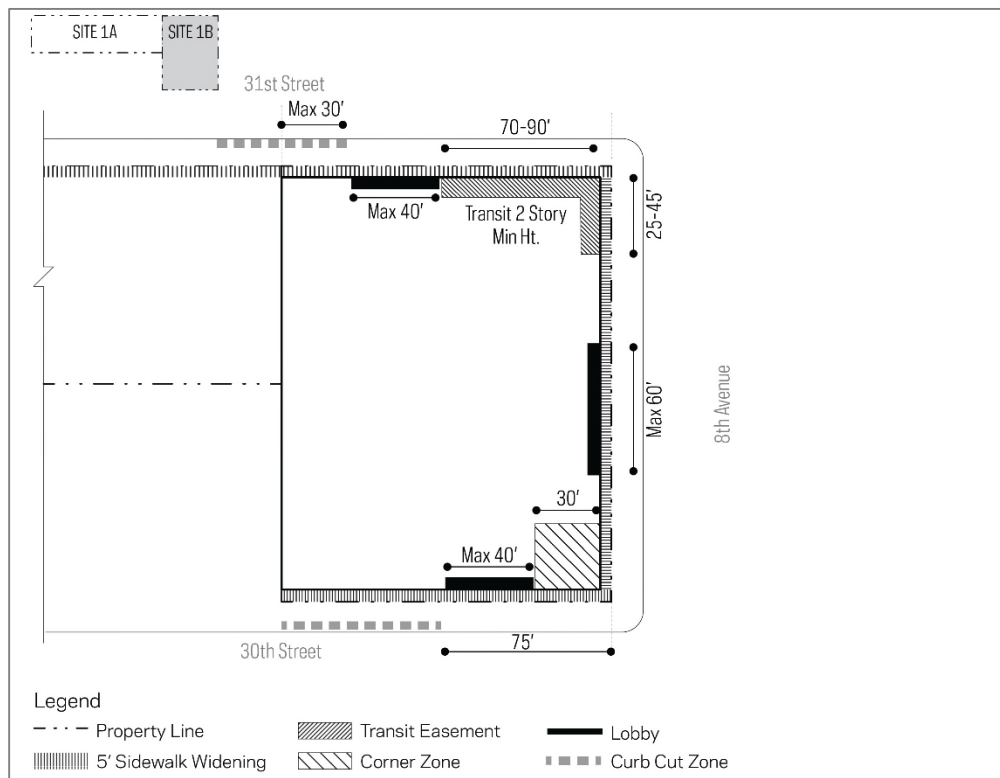 SITE 1A
SITE 1B
31st Street
Max 30'
70-90'
Max 40'
Transit 2 Story
Min Ht.
25-45'
Max 60'
8th Avenue
30'
Max 40'
30th Street
75'
Legend
Property Line
Transit Easement
Lobby
5' Sidewalk Widening
Corner Zone
Curb Cut Zone